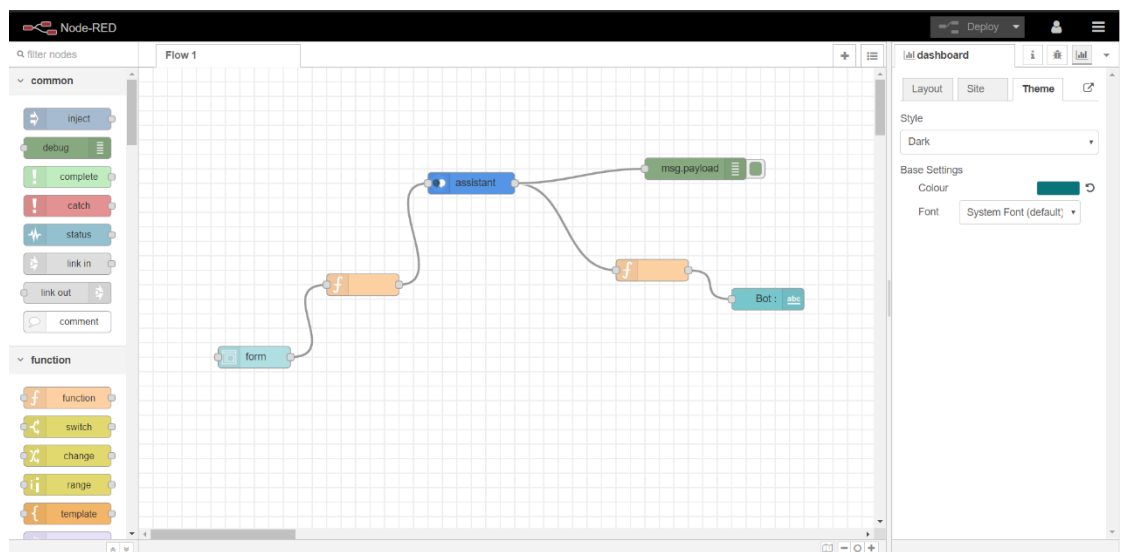 Node-RED
Deploy
filter nodes
Flow 1
dashboard
i
common
inject
debug
complete
catch
status
link in
link out
comment
function
function
switch
change
range
template
form
f
assistant
msg.payload
f
Bot :
abc
Layout
Site
Theme
Style
Dark
Base Settings
Colour
Font
System Font (default)